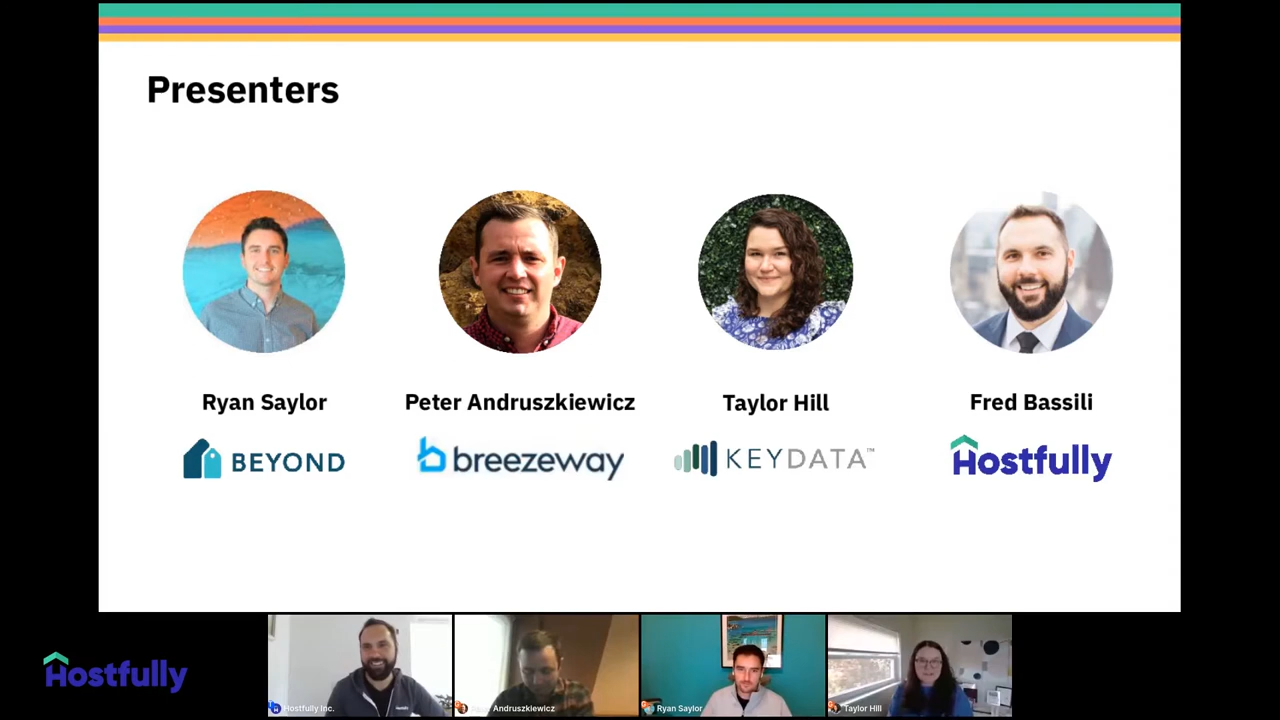 Presenters
Ryan Saylor
Peter Andruszkiewicz
Taylor Hill
Fred Bassili
BEYOND
breezeway
KEYDATA™
Hostfully
Hostfully
Hostfully Inc.
Andruszkiewicz
Ryan Saylor
Taylor Hill